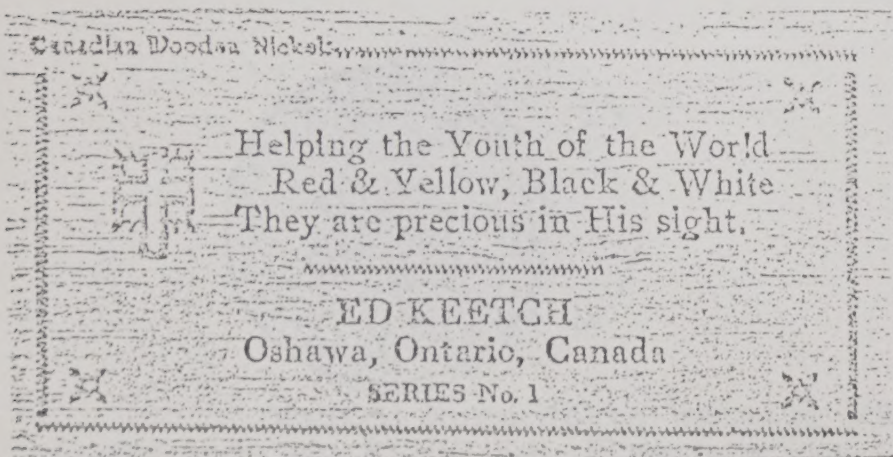 Canadian Wooden Nickel
Helping the Youth of the World
Red & Yellow, Black & White
They are precious in His sight.
ED KEETCH
Oshawa, Ontario, Canada
SERIES No. 1